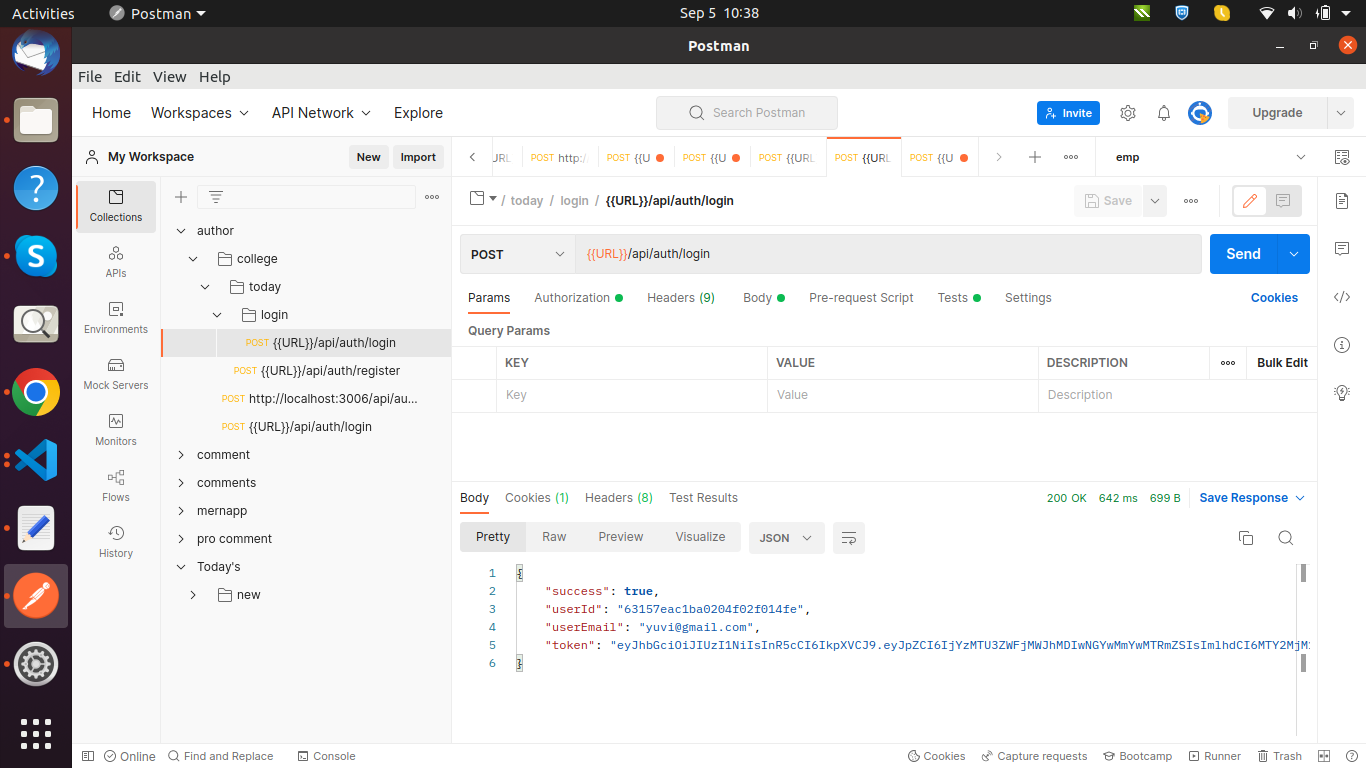 Activities Postman Sep 5 10:38
Postman
File Edit View Help
Home Workspaces API Network Explore Search Postman Invite Upgrade
My Workspace New Import
URL POST http:/ POST {{U POST {{U POST {{URL POST {{URL POST {{U emp
Collections
APIs
Environments
Mock Servers
Monitors
Flows
History
author
college
today
login
POST {{URL}}/api/auth/login
POST {{URL}}/api/auth/register
POST http://localhost:3006/api/au...
POST {{URL}}/api/auth/login
comment
comments
mernapp
pro comment
Today's
new
/ today / login / {{URL}}/api/auth/login Save
POST {{URL}}/api/auth/login Send
Params Authorization Headers (9) Body Pre-request Script Tests Settings Cookies
Query Params
KEY VALUE DESCRIPTION Bulk Edit
Key Value Description
Body Cookies (1) Headers (8) Test Results 200 OK 642 ms 699 B Save Response
Pretty Raw Preview Visualize JSON
1 {
2 "success": true,
3 "userId": "63157eac1ba0204f02f014fe",
4 "userEmail": "yuvi@gmail.com",
5 "token": "eyJhbGciOiJIUzI1NiIsInR5cCI6IkpXVCJ9.eyJpZCI6IjYzMTU3ZWFjMWJhMDIwNGYwMmYwMTRmZSIsImlhdCI6MTY2MjM
6 }
Online Find and Replace Console Cookies Capture requests Bootcamp Runner Trash